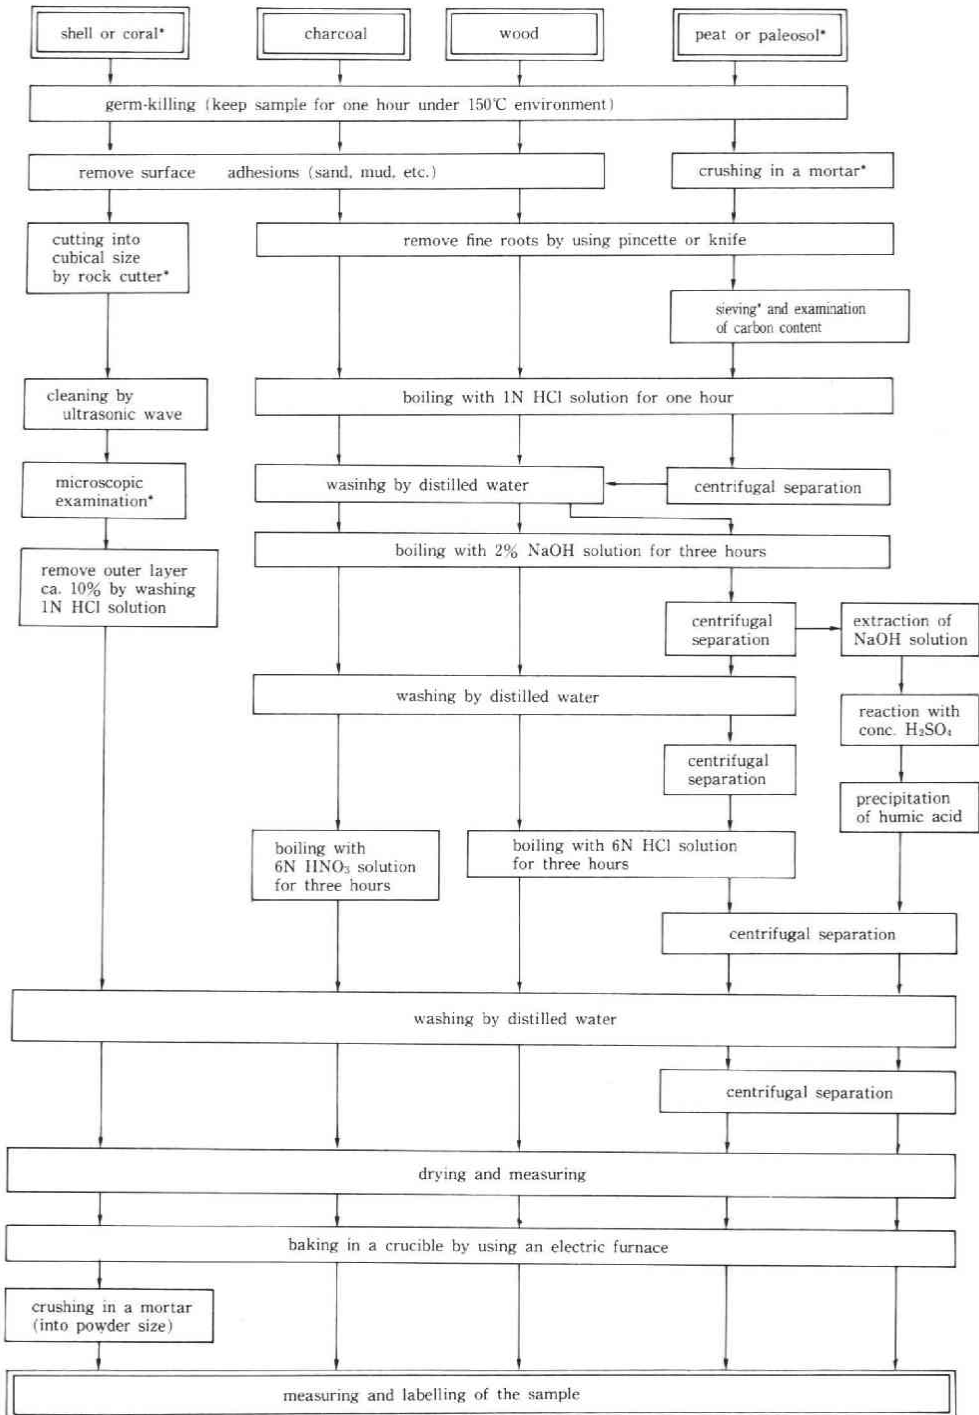 shell or coral*
charcoal
wood
peat or paleosol*
germ-killing (keep sample for one hour under 150℃ environment)
remove surface adhesions (sand, mud, etc.)
crushing in a mortar*
cutting into
cubical size
by rock cutter*
remove fine roots by using pincette or knife
sieving* and examination
of carbon content
cleaning by
ultrasonic wave
boiling with 1N HCl solution for one hour
microscopic
examination*
wasinhg by distilled water
centrifugal separation
boiling with 2% NaOH solution for three hours
remove outer layer
ca. 10% by washing
1N HCl solution
centrifugal
separation
extraction of
NaOH solution
washing by distilled water
reaction with
conc. H₂SO₄
centrifugal
separation
precipitation
of humic acid
boiling with
6N HNO₃ solution
for three hours
boiling with 6N HCl solution
for three hours
centrifugal separation
washing by distilled water
centrifugal separation
drying and measuring
baking in a crucible by using an electric furnace
crushing in a mortar
(into powder size)
measuring and labelling of the sample